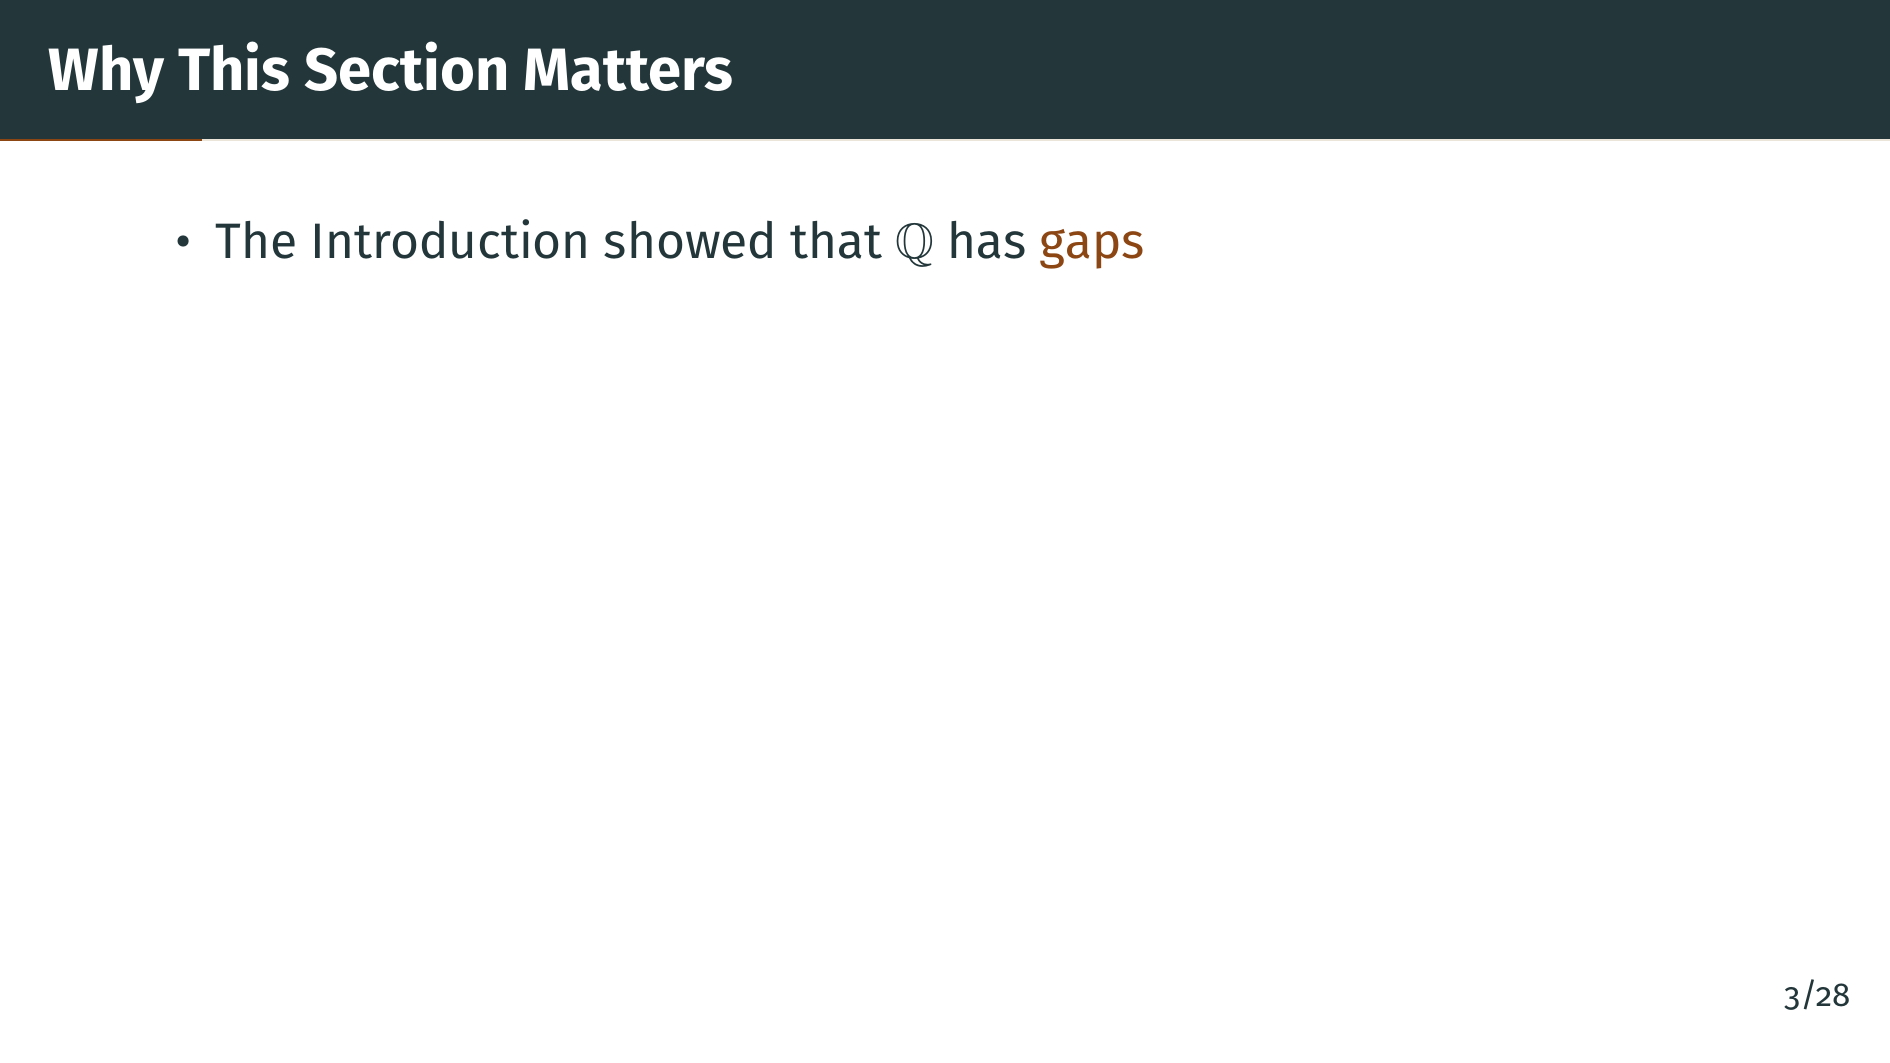 Why This Section Matters
• The Introduction showed that ℚ has gaps
3/28